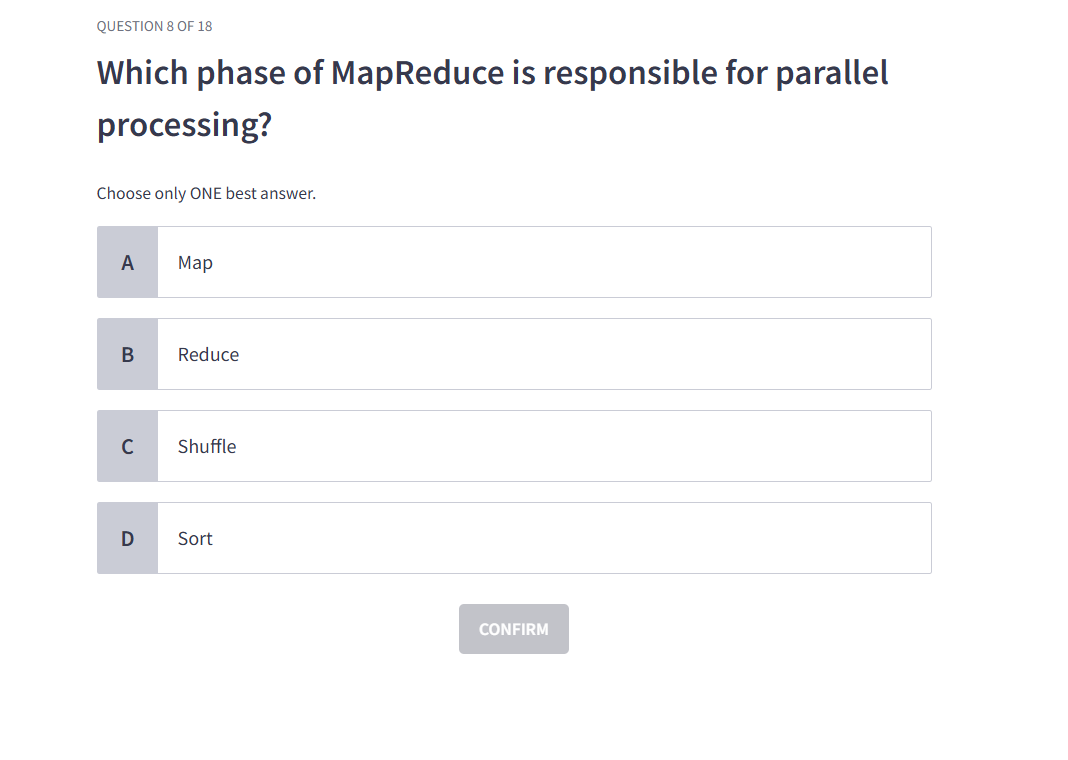 QUESTION 8 OF 18
Which phase of MapReduce is responsible for parallel
processing?
Choose only ONE best answer.
A Map
B Reduce
C Shuffle
D Sort
CONFIRM